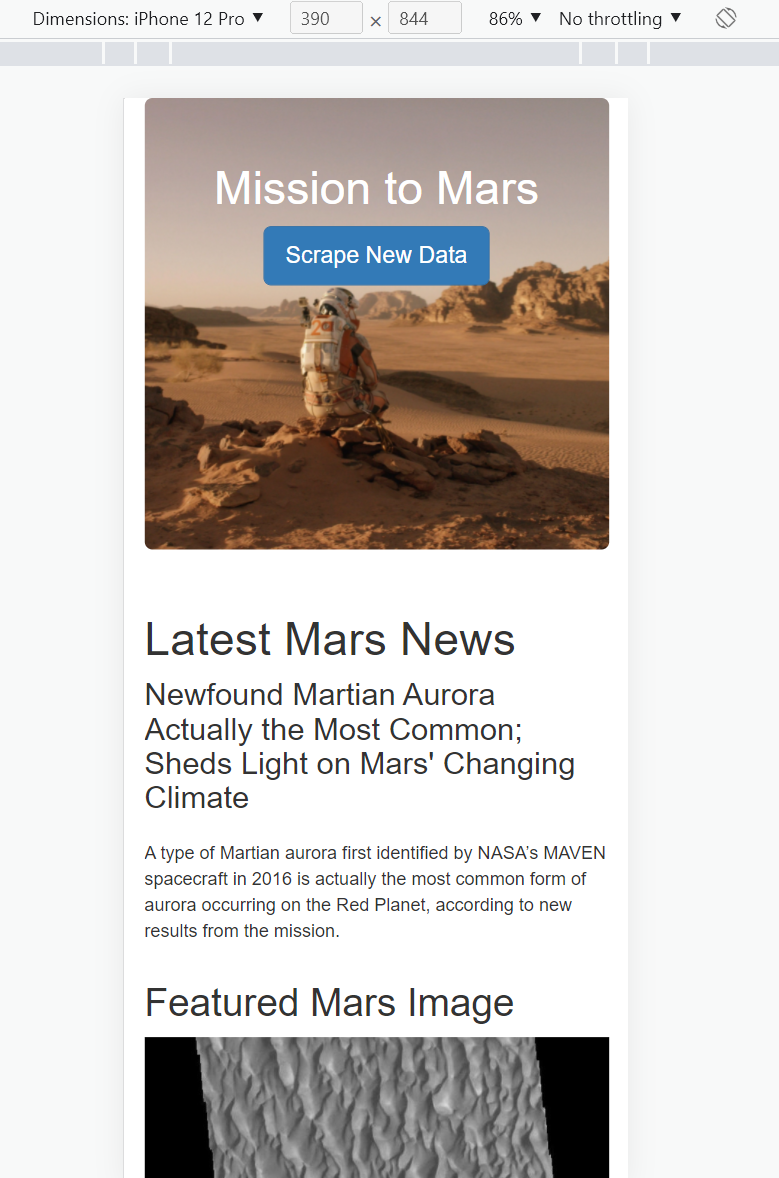 Dimensions: iPhone 12 Pro ▼ 390 × 844 86% ▼ No throttling ▼
Mission to Mars
Scrape New Data
Latest Mars News
Newfound Martian Aurora
Actually the Most Common;
Sheds Light on Mars' Changing
Climate
A type of Martian aurora first identified by NASA’s MAVEN
spacecraft in 2016 is actually the most common form of
aurora occurring on the Red Planet, according to new
results from the mission.
Featured Mars Image